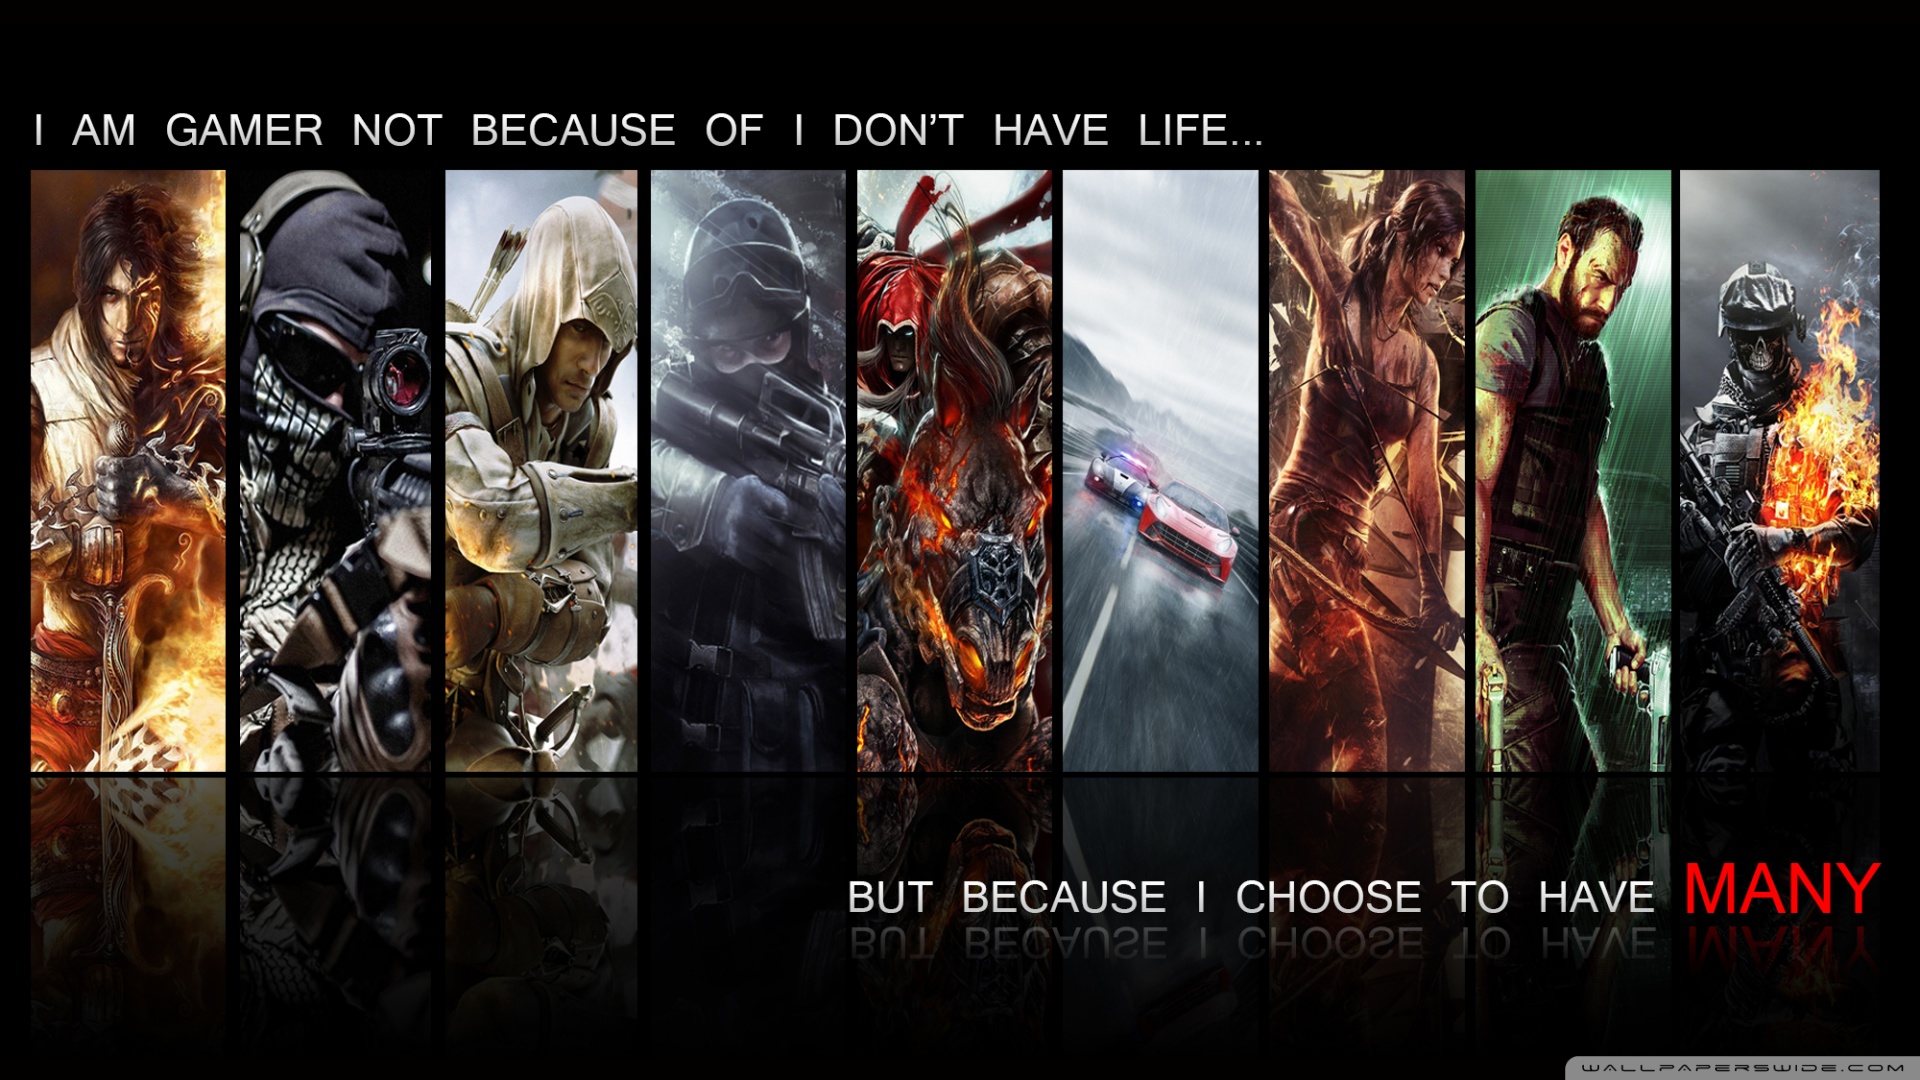 I AM GAMER NOT BECAUSE OF I DON'T HAVE LIFE...
BUT BECAUSE I CHOOSE TO HAVE MANY
WALLPAPERSWIDE.COM